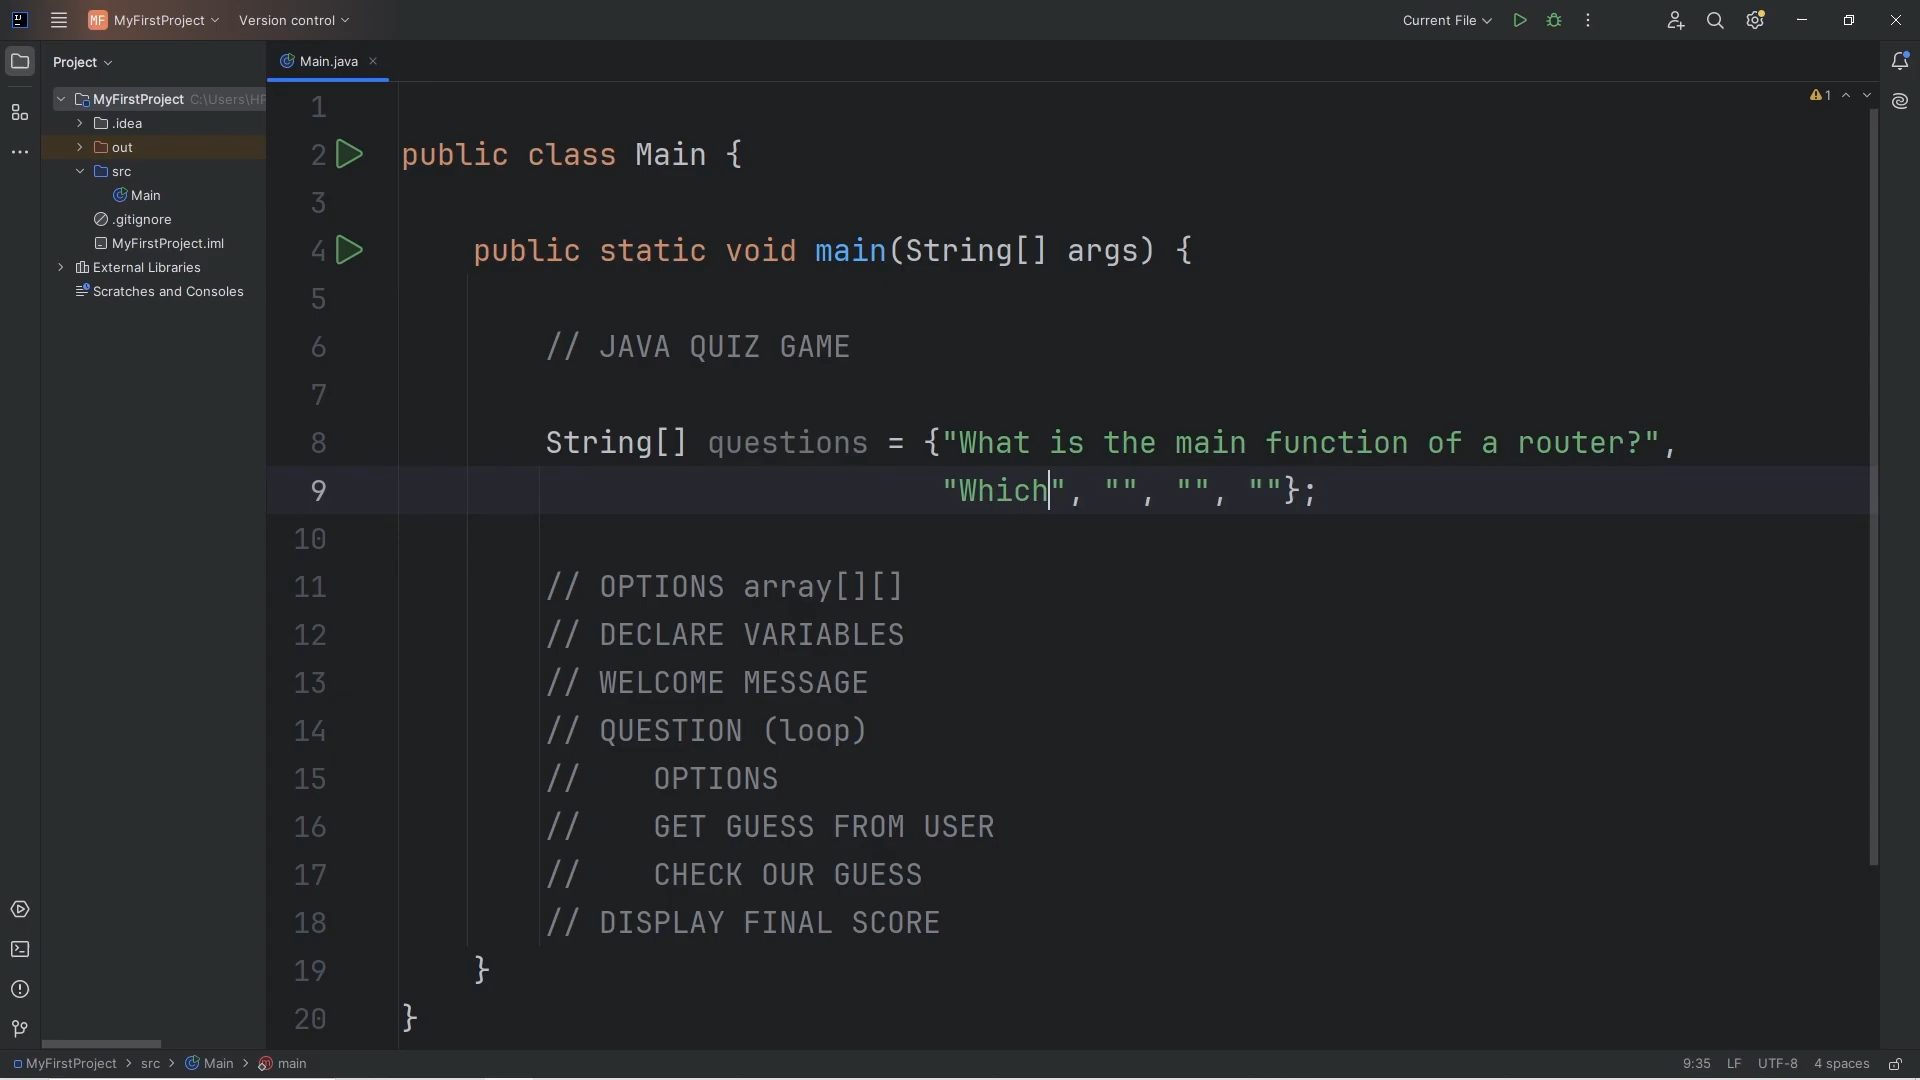 MF MyFirstProject Version control Current File
Project
Main.java
MyFirstProject C:\Users\HP
.idea
out
src
Main
.gitignore
MyFirstProject.iml
External Libraries
Scratches and Consoles
1
1
2 public class Main {
3
4 public static void main(String[] args) {
5
6 // JAVA QUIZ GAME
7
8 String[] questions = {"What is the main function of a router?",
9 "Which", "", "", ""};
10
11 // OPTIONS array[][]
12 // DECLARE VARIABLES
13 // WELCOME MESSAGE
14 // QUESTION (loop)
15 // OPTIONS
16 // GET GUESS FROM USER
17 // CHECK OUR GUESS
18 // DISPLAY FINAL SCORE
19 }
20 }
MyFirstProject > src > Main > main 9:35 LF UTF-8 4 spaces